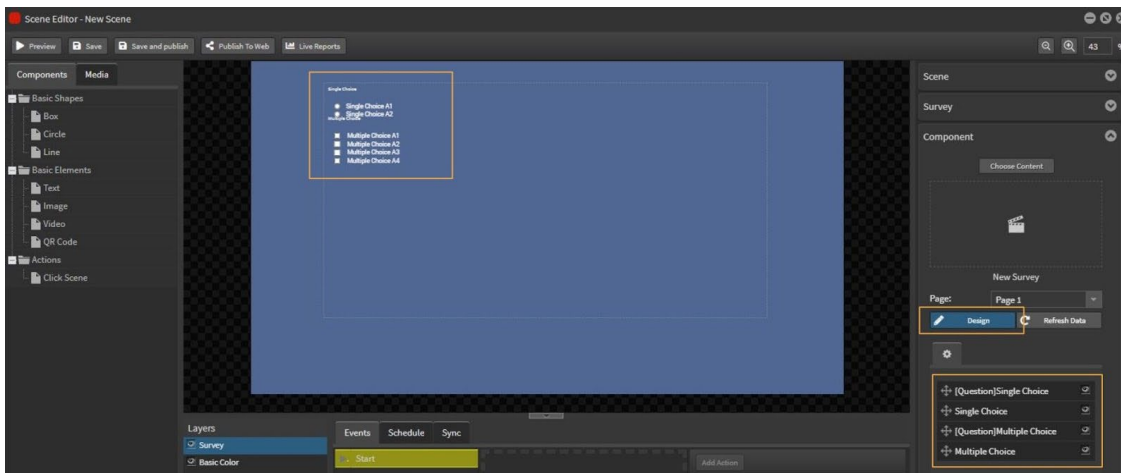 Scene Editor - New Scene
Preview Save Save and publish Publish To Web Live Reports 43 %
Components Media
Basic Shapes
Box
Circle
Line
Basic Elements
Text
Image
Video
QR Code
Actions
Click Scene
Single Choice
Single Choice A1
Single Choice A2
Multiple Choice
Multiple Choice A1
Multiple Choice A2
Multiple Choice A3
Multiple Choice A4
Layers
Survey
Basic Color
Events Schedule Sync
Start
Add Action
Scene
Survey
Component
Choose Content
New Survey
Page: Page 1
Design Refresh Data
[Question]Single Choice
Single Choice
[Question]Multiple Choice
Multiple Choice